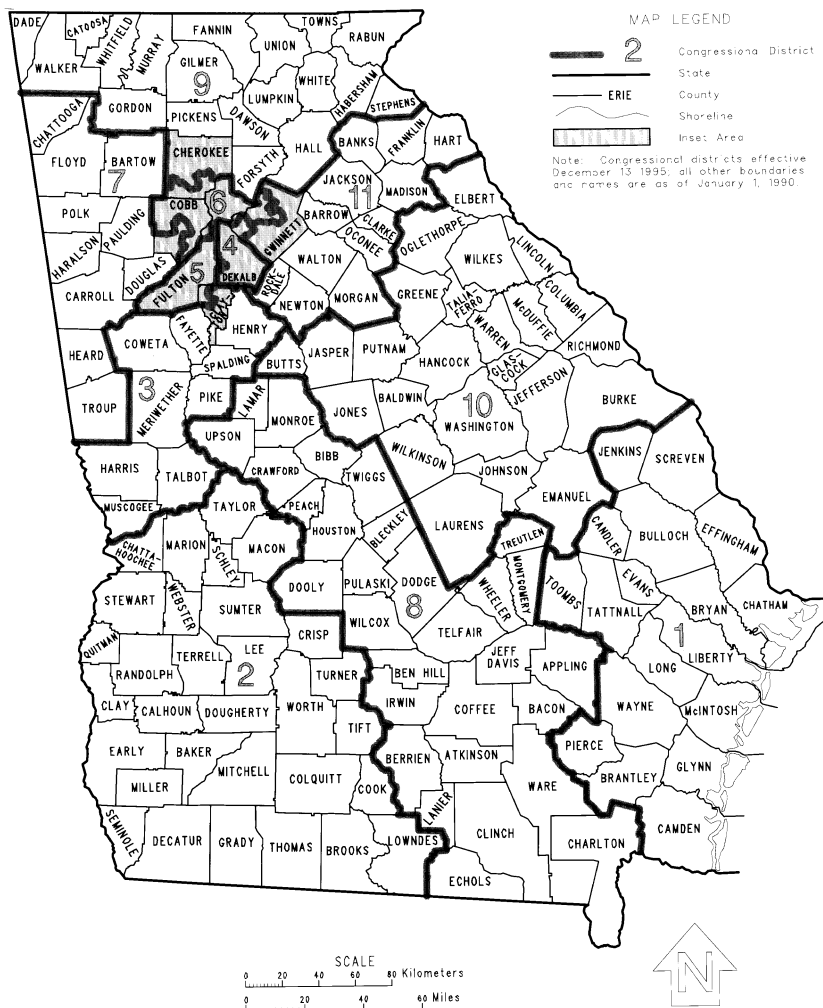 MAP LEGEND
2 Congressional District
State
ERIE County
Shoreline
Inset Area
Note: Congressional districts effective
December 13 1995; all other boundaries
and names are as of January 1, 1990.
DADE
CATOOSA
WHITFIELD
MURRAY
FANNIN
TOWNS
UNION
RABUN
WALKER
GILMER
9
WHITE
LUMPKIN
HABERSHAM
STEPHENS
CHATTOOGA
GORDON
PICKENS
DAWSON
HALL
BANKS
FRANKLIN
HART
FLOYD
BARTOW
7
CHEROKEE
FORSYTH
JACKSON
11
MADISON
ELBERT
POLK
PAULDING
COBB
6
GWINNETT
BARROW
CLARKE
OCONEE
OGLETHORPE
WILKES
LINCOLN
HARALSON
DOUGLAS
FULTON
5
4
DEKALB
ROCK-
DALE
WALTON
CARROLL
CLAY-
TON
NEWTON
MORGAN
GREENE
TALIA-
FERRO
McDUFFIE
COLUMBIA
WARREN
RICHMOND
HEARD
COWETA
FAYETTE
HENRY
SPALDING
BUTTS
JASPER
PUTNAM
HANCOCK
GLAS-
COCK
JEFFERSON
BURKE
TROUP
3
MERIWETHER
PIKE
LAMAR
MONROE
JONES
BALDWIN
10
WASHINGTON
UPSON
BIBB
WILKINSON
JENKINS
SCREVEN
HARRIS
TALBOT
CRAWFORD
TWIGGS
JOHNSON
EMANUEL
MUSCOGEE
TAYLOR
PEACH
HOUSTON
BLECKLEY
LAURENS
TREUTLEN
CANDLER
BULLOCH
EFFINGHAM
CHATTA-
HOOCHEE
MARION
SCHLEY
MACON
DOOLY
PULASKI
DODGE
8
WHEELER
MONTGOMERY
TOOMBS
EVANS
TATTNALL
BRYAN
CHATHAM
STEWART
WEBSTER
SUMTER
WILCOX
TELFAIR
1
LIBERTY
QUITMAN
TERRELL
LEE
2
CRISP
JEFF
DAVIS
APPLING
LONG
RANDOLPH
TURNER
BEN HILL
CLAY
CALHOUN
DOUGHERTY
WORTH
IRWIN
COFFEE
BACON
WAYNE
McINTOSH
TIFT
EARLY
BAKER
MITCHELL
COLQUITT
BERRIEN
ATKINSON
PIERCE
GLYNN
MILLER
COOK
WARE
BRANTLEY
SEMINOLE
LANIER
CLINCH
CAMDEN
DECATUR
GRADY
THOMAS
BROOKS
LOWNDES
CHARLTON
ECHOLS
SCALE
0 20 40 60 80 Kilometers
0 20 40 60 Miles
N